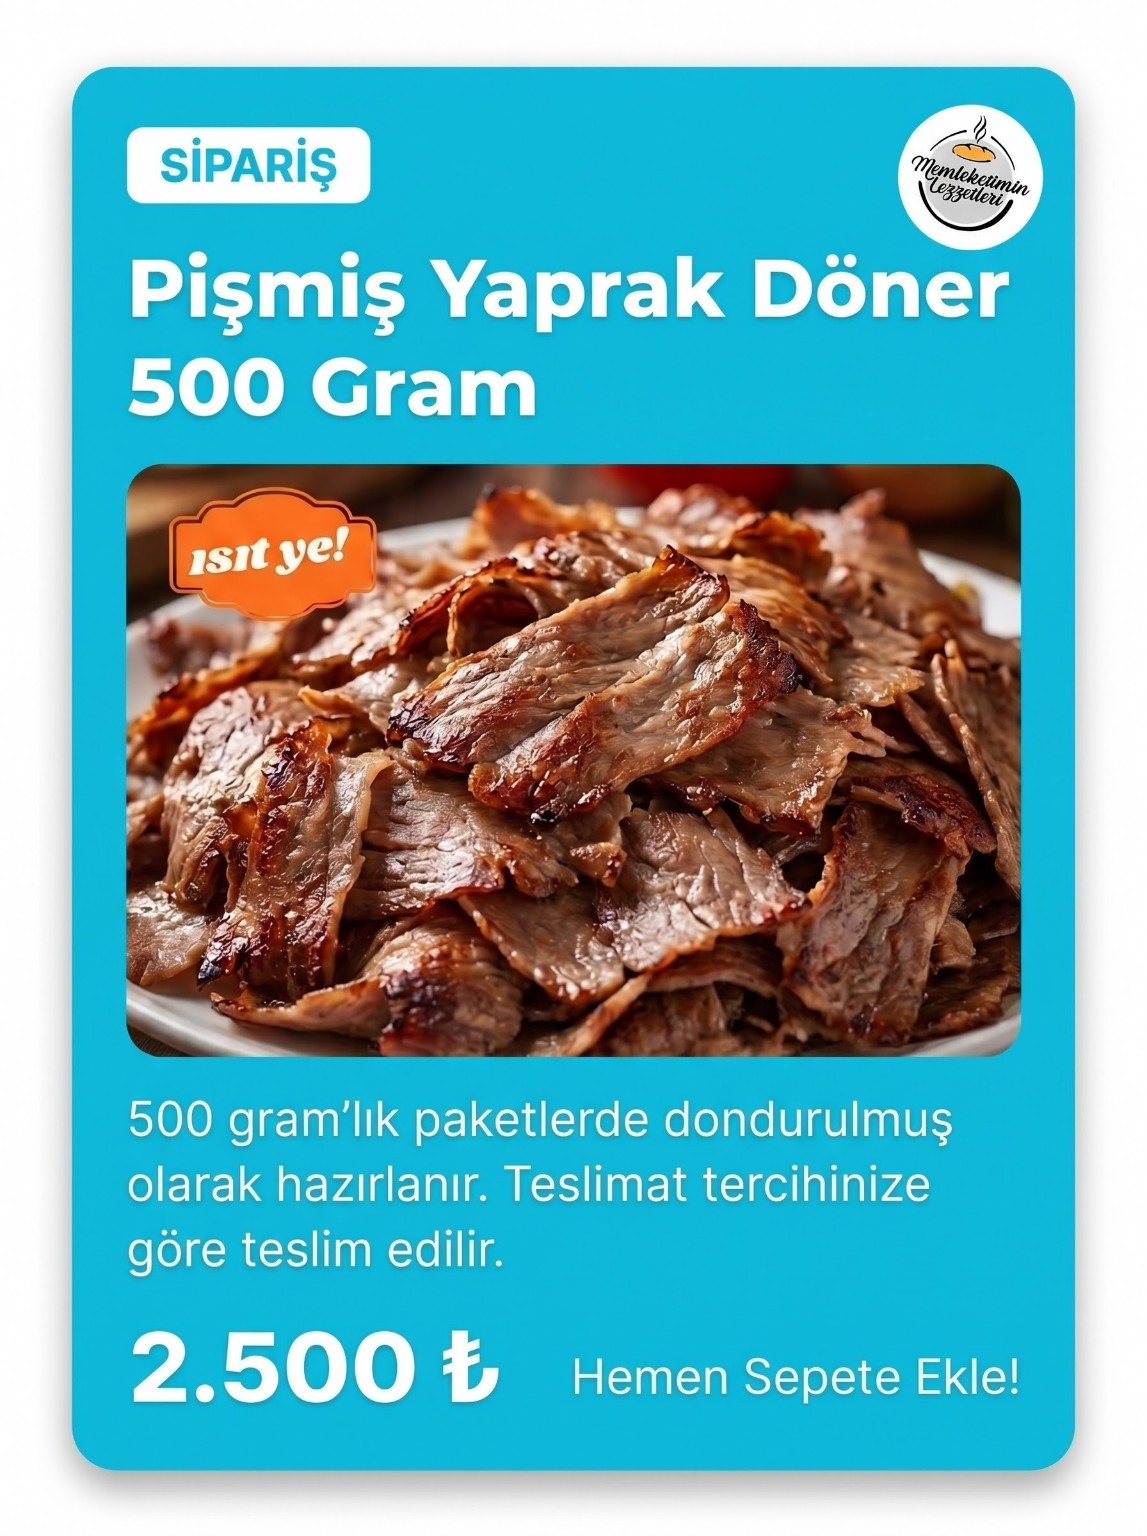 SİPARİŞ
Memleketimin
Lezzetleri
Pişmiş Yaprak Döner
500 Gram
ısıt ye!
500 gram’lık paketlerde dondurulmuş
olarak hazırlanır. Teslimat tercihinize
göre teslim edilir.
2.500 ₺
Hemen Sepete Ekle!